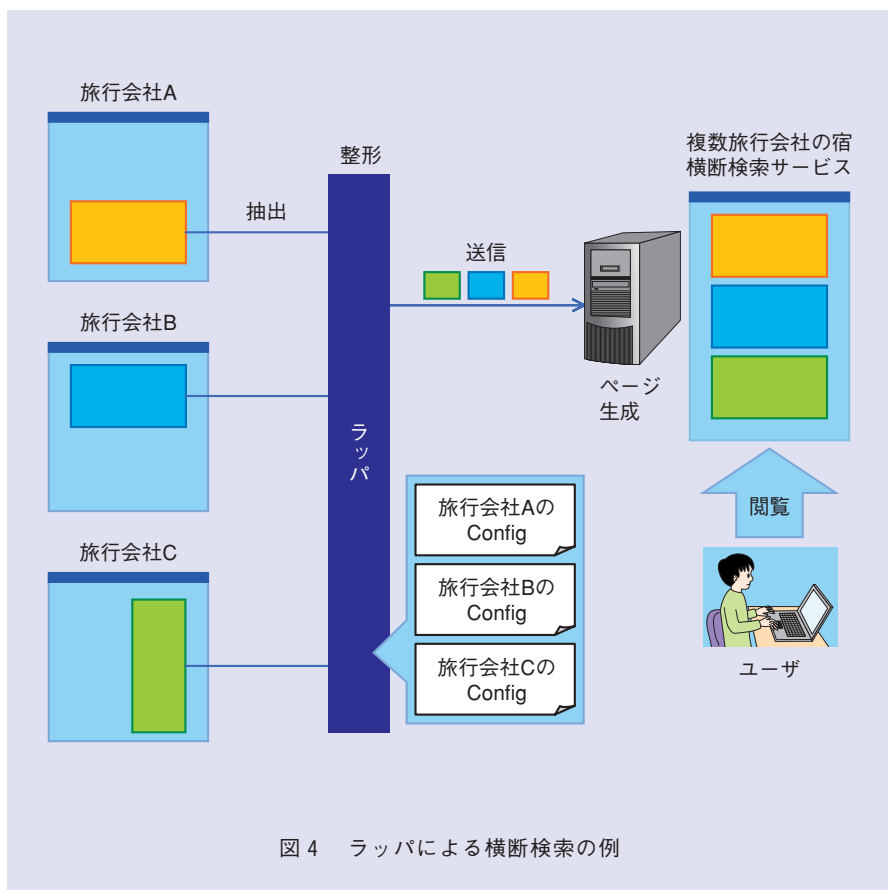 旅行会社A
抽出
旅行会社B
旅行会社C
整形
ラッパ
送信
ページ
生成
旅行会社Aの
Config
旅行会社Bの
Config
旅行会社Cの
Config
複数旅行会社の宿
横断検索サービス
閲覧
ユーザ
図4 ラッパによる横断検索の例